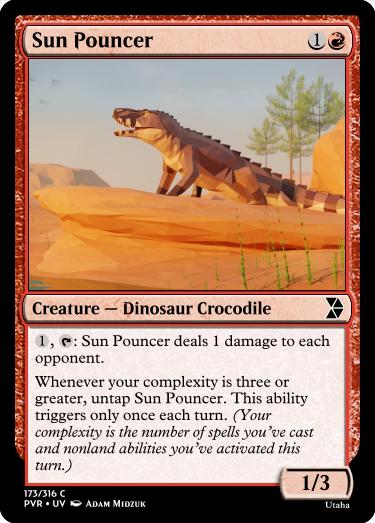 Sun Pouncer 1
Creature — Dinosaur Crocodile
1, : Sun Pouncer deals 1 damage to each
opponent.
Whenever your complexity is three or
greater, untap Sun Pouncer. This ability
triggers only once each turn. (Your
complexity is the number of spells you've cast
and nonland abilities you've activated this
turn.)
1/3
173/316 C
PVR • UV Adam Midzuk
Utaha